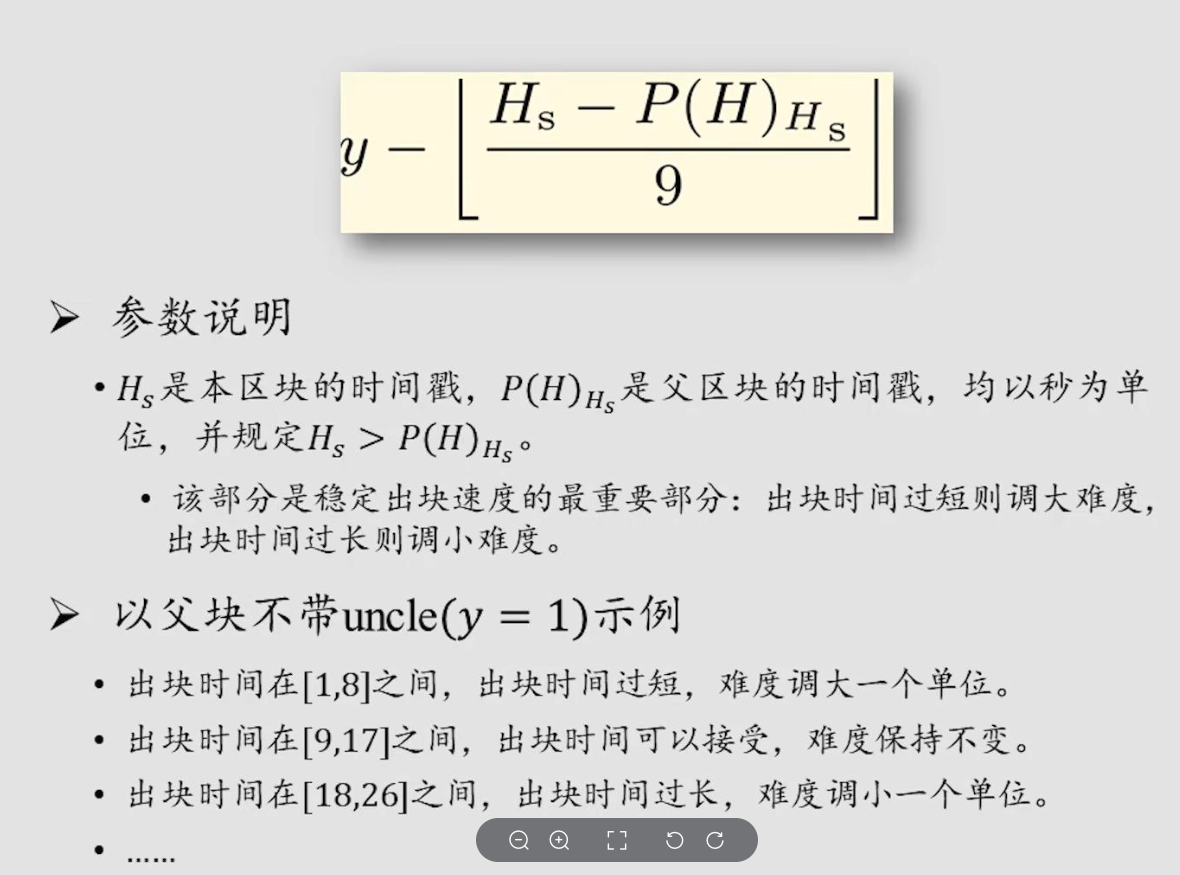 y − ⌊(H_s − P(H)_{H_s}) / 9⌋
➢ 参数说明
• H_s是本区块的时间戳，P(H)_{H_s}是父区块的时间戳，均以秒为单
位，并规定H_s > P(H)_{H_s}。
• 该部分是稳定出块速度的最重要部分：出块时间过短则调大难度，
出块时间过长则调小难度。
➢ 以父块不带uncle(y = 1)示例
• 出块时间在[1,8]之间，出块时间过短，难度调大一个单位。
• 出块时间在[9,17]之间，出块时间可以接受，难度保持不变。
• 出块时间在[18,26]之间，出块时间过长，难度调小一个单位。
• ……